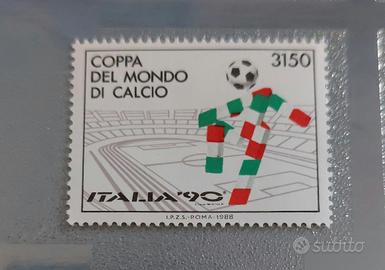 COPPA
DEL MONDO
DI CALCIO
3150
ITALIA '90
I.P.Z.S.-ROMA-1988
subito